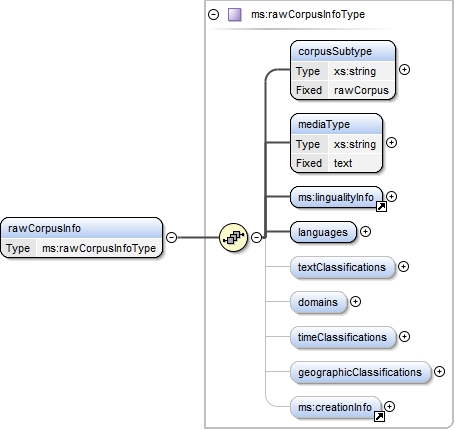 ms:rawCorpusInfoType
corpusSubtype
Type xs:string
Fixed rawCorpus
mediaType
Type xs:string
Fixed text
ms:lingualityInfo
rawCorpusInfo
Type ms:rawCorpusInfoType
languages
textClassifications
domains
timeClassifications
geographicClassifications
ms:creationInfo